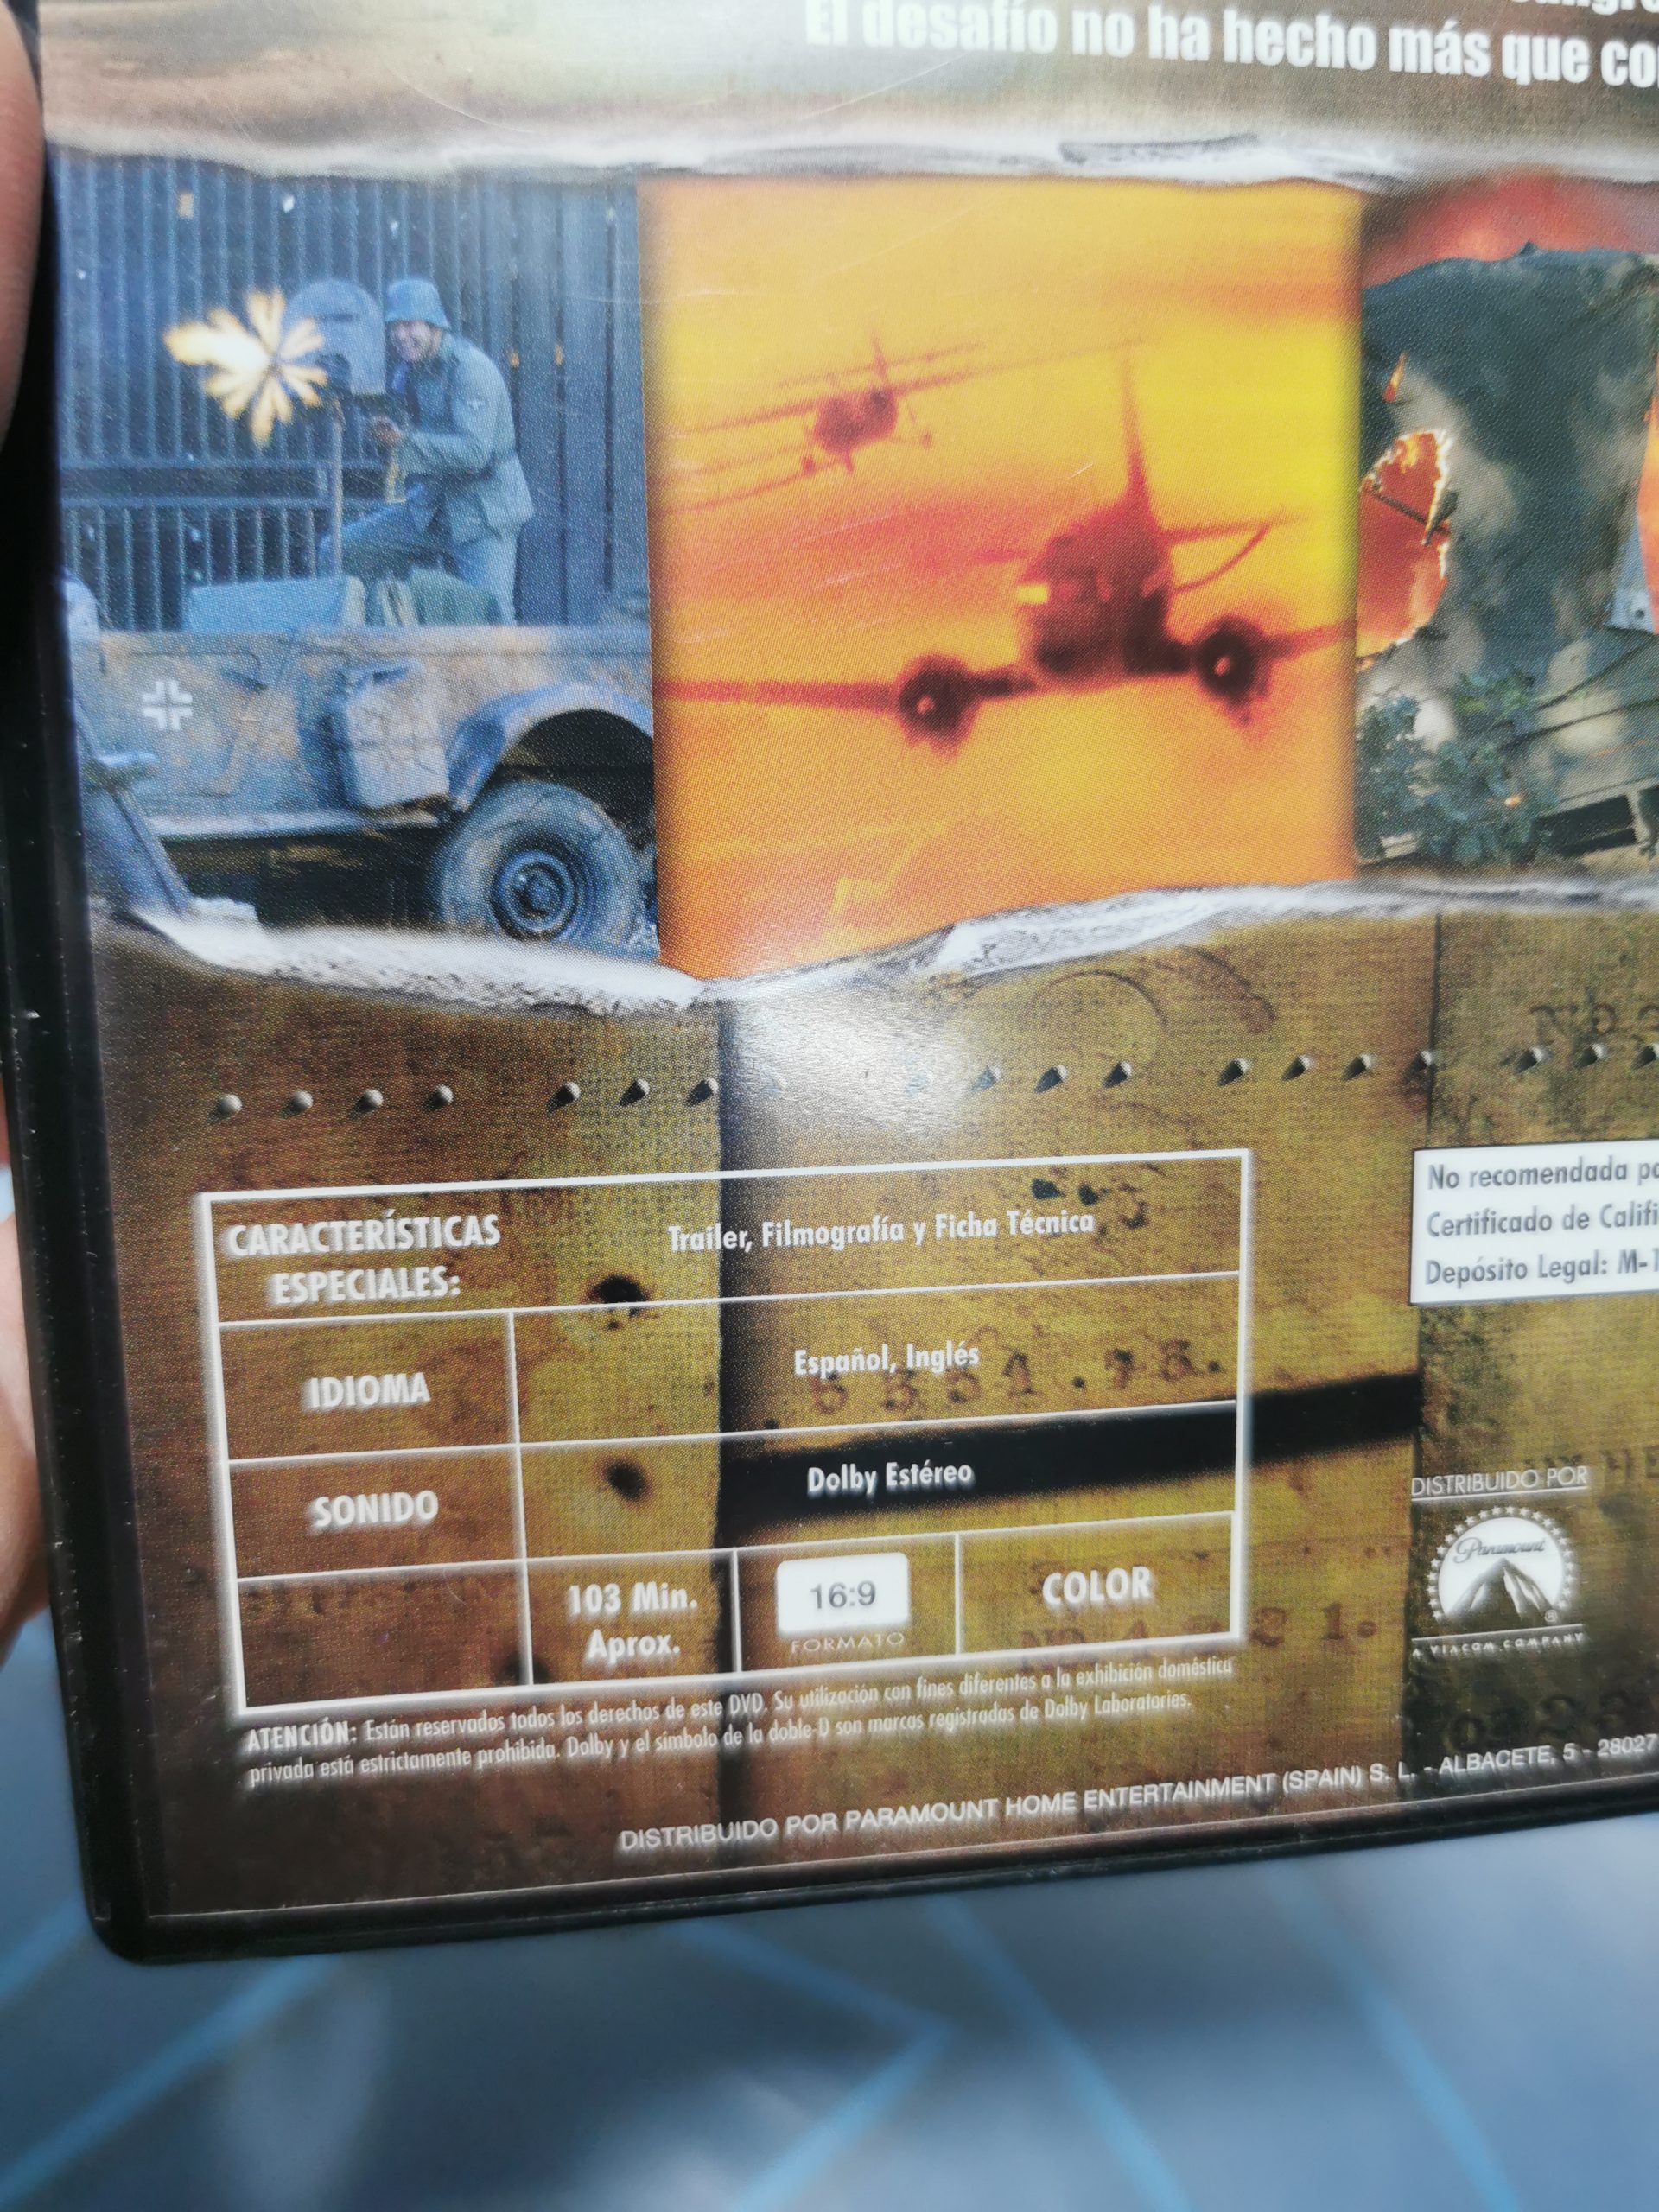 El desafío no ha hecho más que
CARACTERÍSTICAS
ESPECIALES:
Trailer, Filmografía y Ficha Técnica
IDIOMA
Español, Inglés
5351.73.
SONIDO
Dolby Estéreo
103 Min.
Aprox.
16:9
FORMATO
COLOR
No recomendada
Certificado de
Depósito Legal:
DISTRIBUIDO POR
Paramount
®
A VIACOM COMPANY
ATENCIÓN: Están reservados todos los derechos de este DVD. Su utilización con fines diferentes a la exhibición doméstica
privada está estrictamente prohibida. Dolby y el símbolo de la doble-D son marcas registradas de Dolby Laboratories.
DISTRIBUIDO POR PARAMOUNT HOME ENTERTAINMENT (SPAIN) S. L. - ALBACETE, 5 - 28027